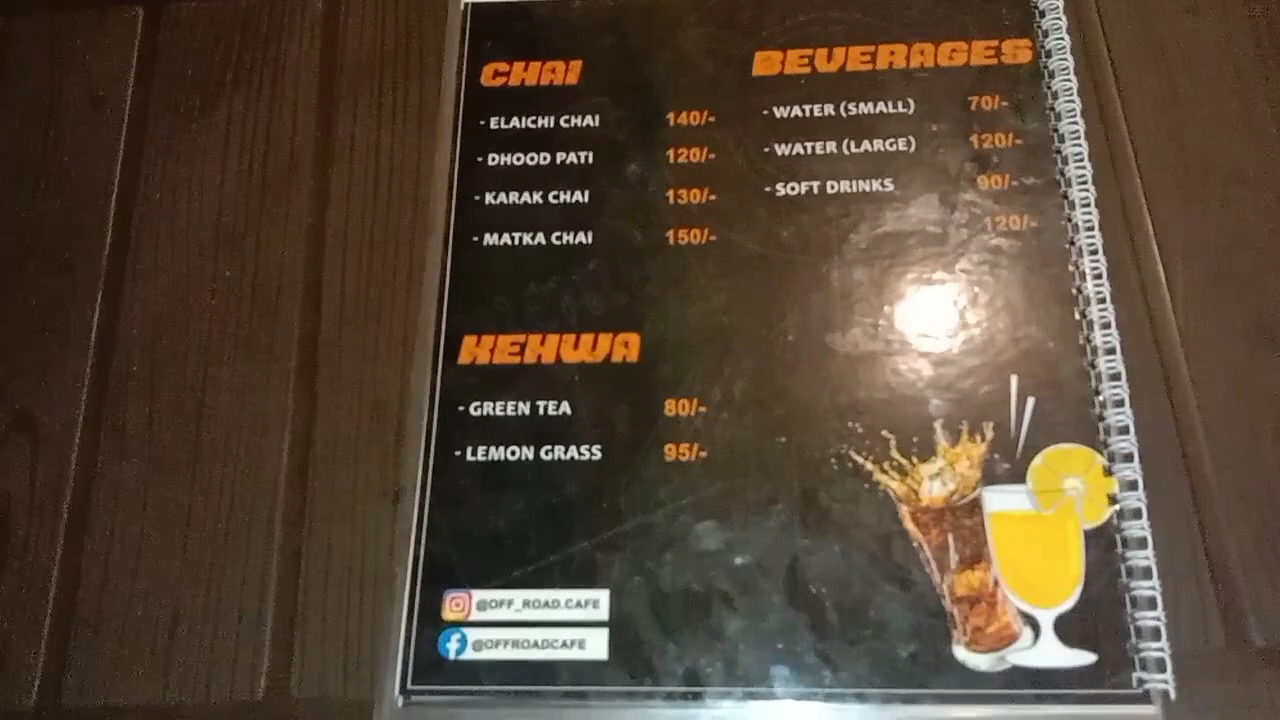 CHAI
- ELAICHI CHAI 140/-
- DHOOD PATI 120/-
- KARAK CHAI 130/-
- MATKA CHAI 150/-
KEHWA
- GREEN TEA 80/-
- LEMON GRASS 95/-
@OFF_ROAD.CAFE
@OFFROADCAFE
BEVERAGES
- WATER (SMALL) 70/-
- WATER (LARGE) 120/-
- SOFT DRINKS 90/-
120/-